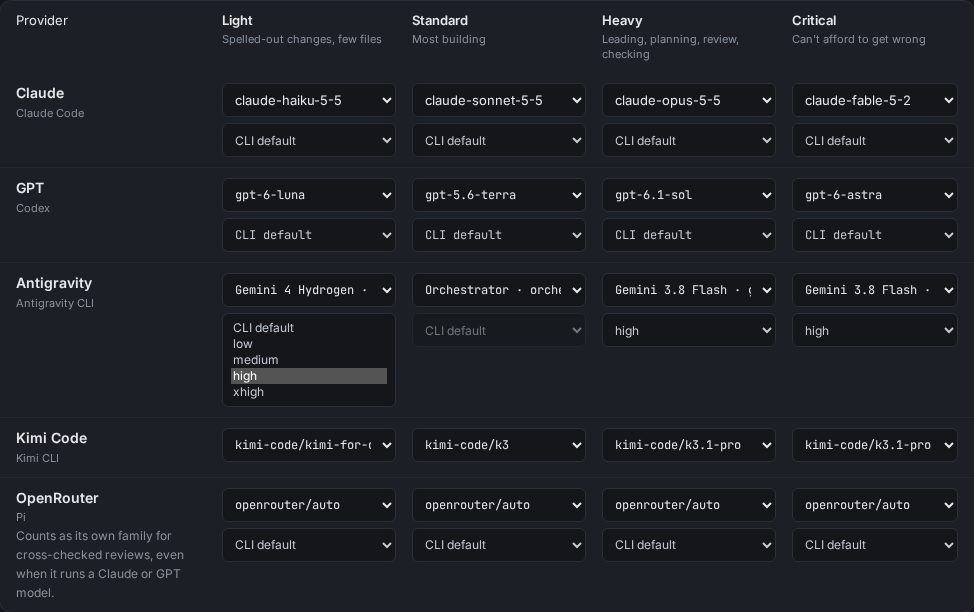 Provider
Light
Standard
Heavy
Critical
Spelled-out changes, few files
Most building
Leading, planning, review,
checking
Can't afford to get wrong
Claude
Claude Code
claude-haiku-5-5
claude-sonnet-5-5
claude-opus-5-5
claude-fable-5-2
CLI default
CLI default
CLI default
CLI default
GPT
Codex
gpt-6-luna
gpt-5.6-terra
gpt-6.1-sol
gpt-6-astra
CLI default
CLI default
CLI default
CLI default
Antigravity
Antigravity CLI
Gemini 4 Hydrogen ·
Orchestrator · orche
Gemini 3.8 Flash · g
Gemini 3.8 Flash ·
CLI default
low
medium
high
xhigh
CLI default
high
high
Kimi Code
Kimi CLI
kimi-code/kimi-for-c
kimi-code/k3
kimi-code/k3.1-pro
kimi-code/k3.1-pro
OpenRouter
Pi
Counts as its own family for
cross-checked reviews, even
when it runs a Claude or GPT
model.
openrouter/auto
openrouter/auto
openrouter/auto
openrouter/auto
CLI default
CLI default
CLI default
CLI default